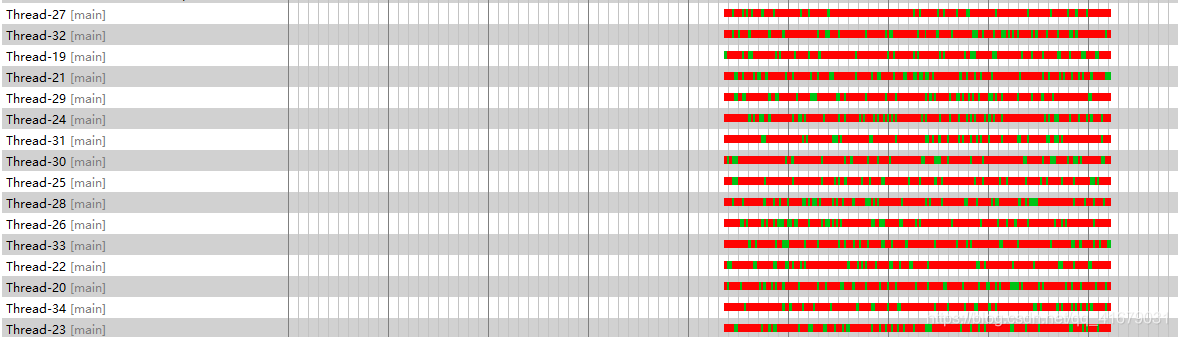 Thread-27 [main]
Thread-32 [main]
Thread-19 [main]
Thread-21 [main]
Thread-29 [main]
Thread-24 [main]
Thread-31 [main]
Thread-30 [main]
Thread-25 [main]
Thread-28 [main]
Thread-26 [main]
Thread-33 [main]
Thread-22 [main]
Thread-20 [main]
Thread-34 [main]
https://blog.csdn.net/qq_41679031
Thread-23 [main]